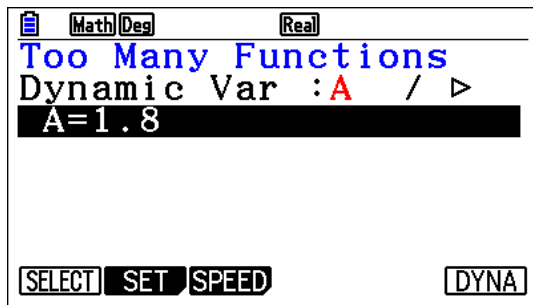 Math Deg Real
Too Many Functions
Dynamic Var :A / ▷
A=1.8
SELECT SET SPEED DYNA